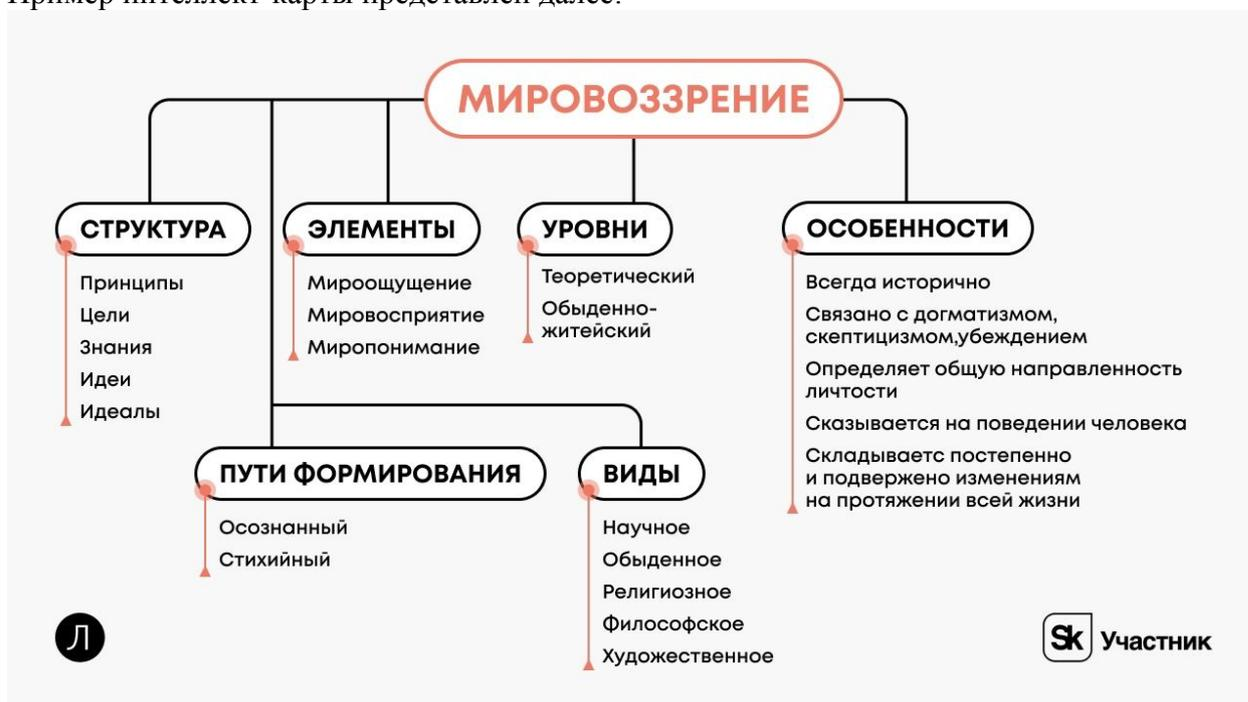 Пример интеллект-карты представлен далее:
МИРОВОЗЗРЕНИЕ
СТРУКТУРА
Принципы
Цели
Знания
Идеи
Идеалы
ЭЛЕМЕНТЫ
Мироощущение
Мировосприятие
Миропонимание
УРОВНИ
Теоретический
Обыденно-
житейский
ОСОБЕННОСТИ
Всегда исторично
Связано с догматизмом,
скептицизмом,убеждением
Определяет общую направленность
личтости
Сказывается на поведении человека
Складываетс постепенно
и подвержено изменениям
на протяжении всей жизни
ПУТИ ФОРМИРОВАНИЯ
Осознанный
Стихийный
ВИДЫ
Научное
Обыденное
Религиозное
Философское
Художественное
Л
Sk Участник